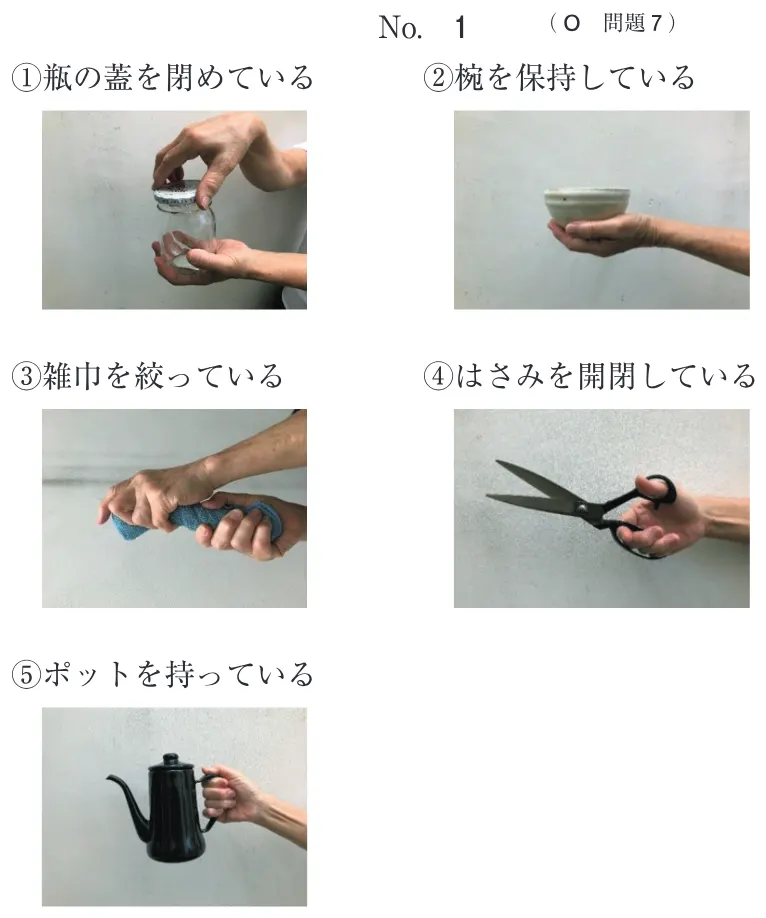 No. 1 （O 問題7）
①瓶の蓋を閉めている
②椀を保持している
③雑巾を絞っている
④はさみを開閉している
⑤ポットを持っている